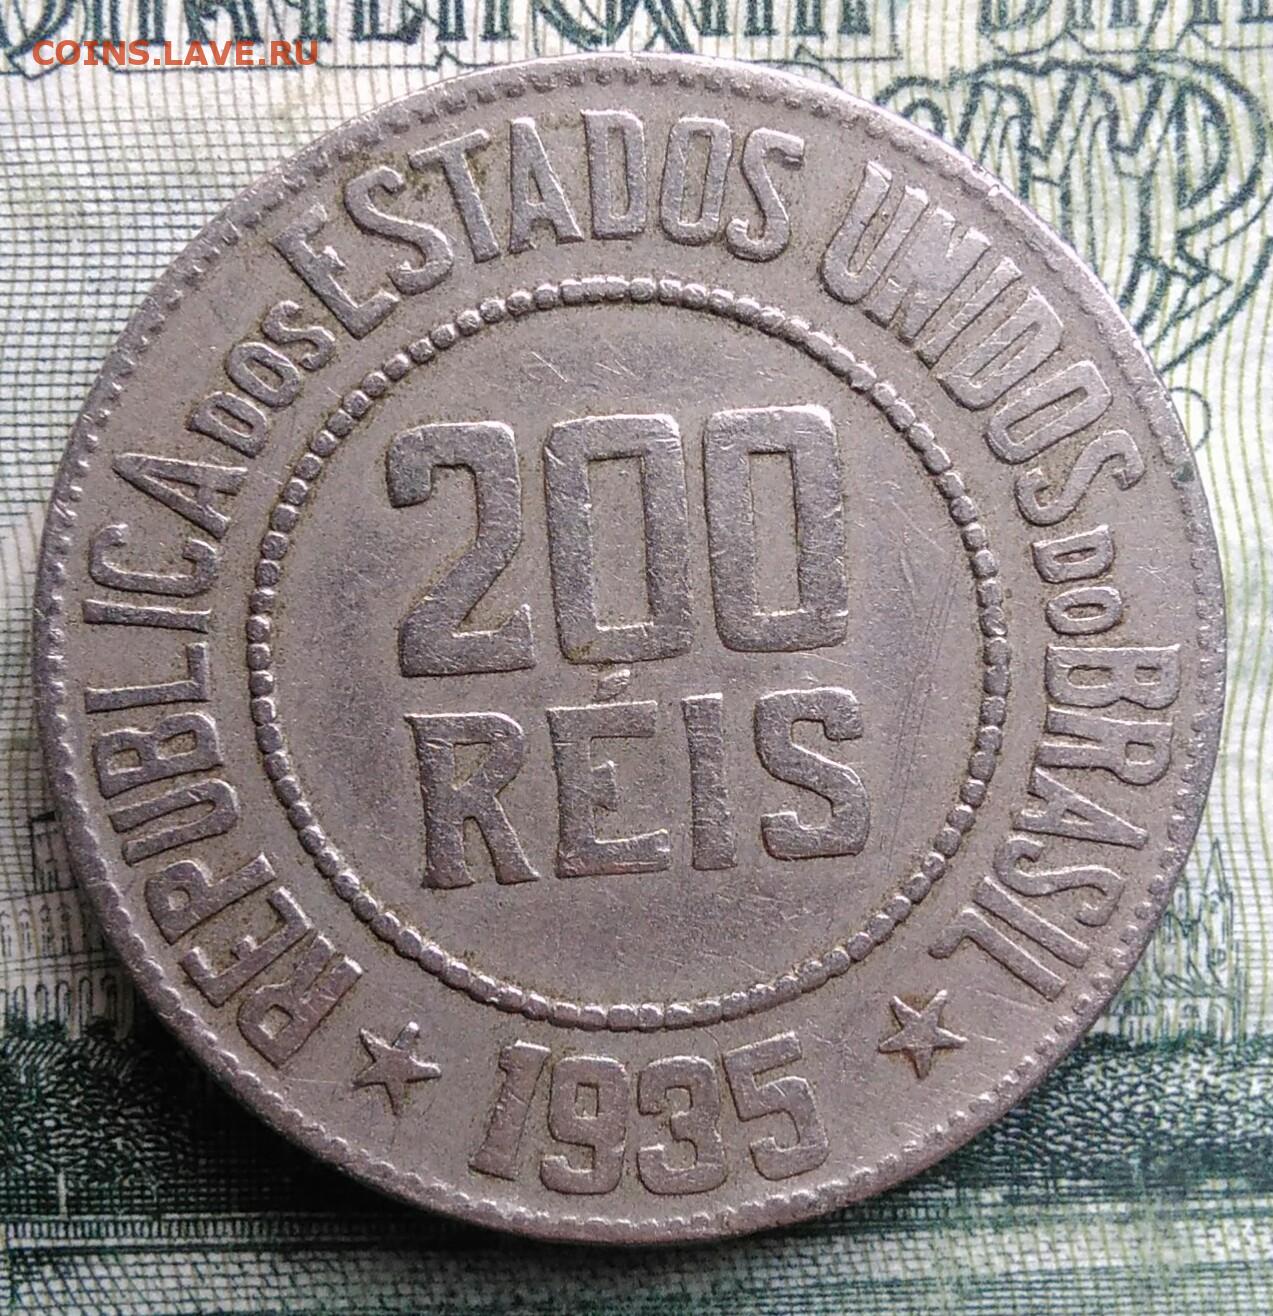 COINS.LAVE.RU
REPUBLICA DOS ESTADOS UNIDOS DO BRASIL
200
RÉIS
★ 1935 ★